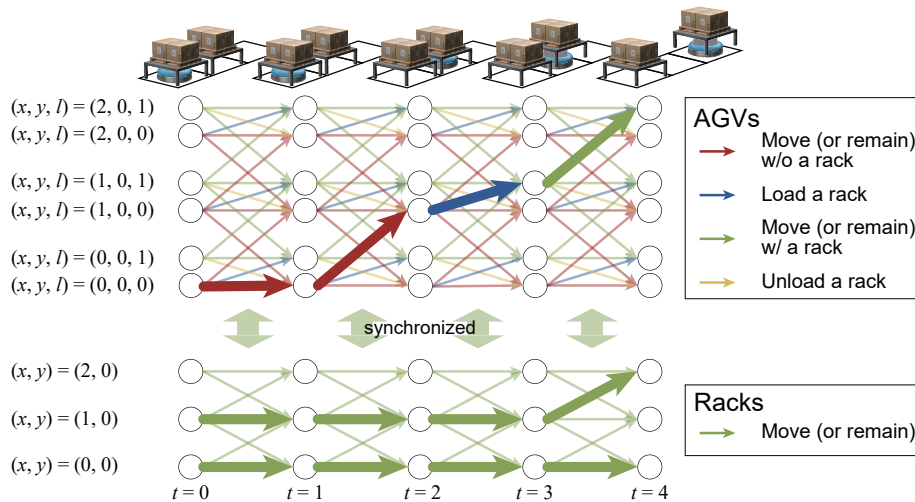 (x, y, l) = (2, 0, 1)
(x, y, l) = (2, 0, 0)
(x, y, l) = (1, 0, 1)
(x, y, l) = (1, 0, 0)
(x, y, l) = (0, 0, 1)
(x, y, l) = (0, 0, 0)
AGVs
Move (or remain)
w/o a rack
Load a rack
Move (or remain)
w/ a rack
Unload a rack
synchronized
(x, y) = (2, 0)
(x, y) = (1, 0)
(x, y) = (0, 0)
Racks
Move (or remain)
t = 0 t = 1 t = 2 t = 3 t = 4